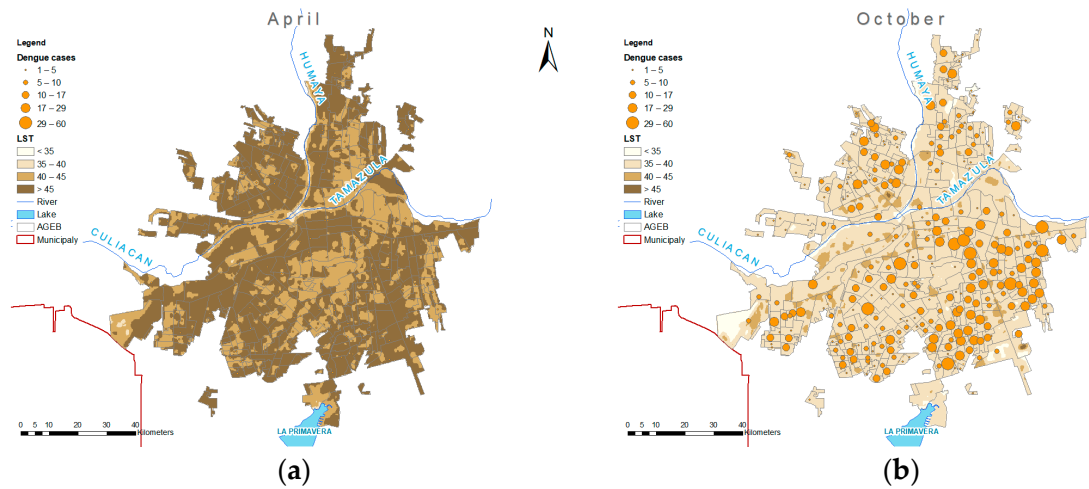 April
Legend
Dengue cases
1 – 5
5 – 10
10 – 17
17 – 29
29 – 60
LST
< 35
35 – 40
40 – 45
> 45
River
Lake
AGEB
Municipaly
HUMAYA
TAMAZULA
CULIACAN
LA PRIMAVERA
0 5 10 20 30 40
Kilometers
(a)
N
October
Legend
Dengue cases
1 – 5
5 – 10
10 – 17
17 – 29
29 – 60
LST
< 35
35 – 40
40 – 45
> 45
River
Lake
AGEB
Municipaly
HUMAYA
TAMAZULA
CULIACAN
LA PRIMAVERA
0 5 10 20 30 40
Kilometers
(b)